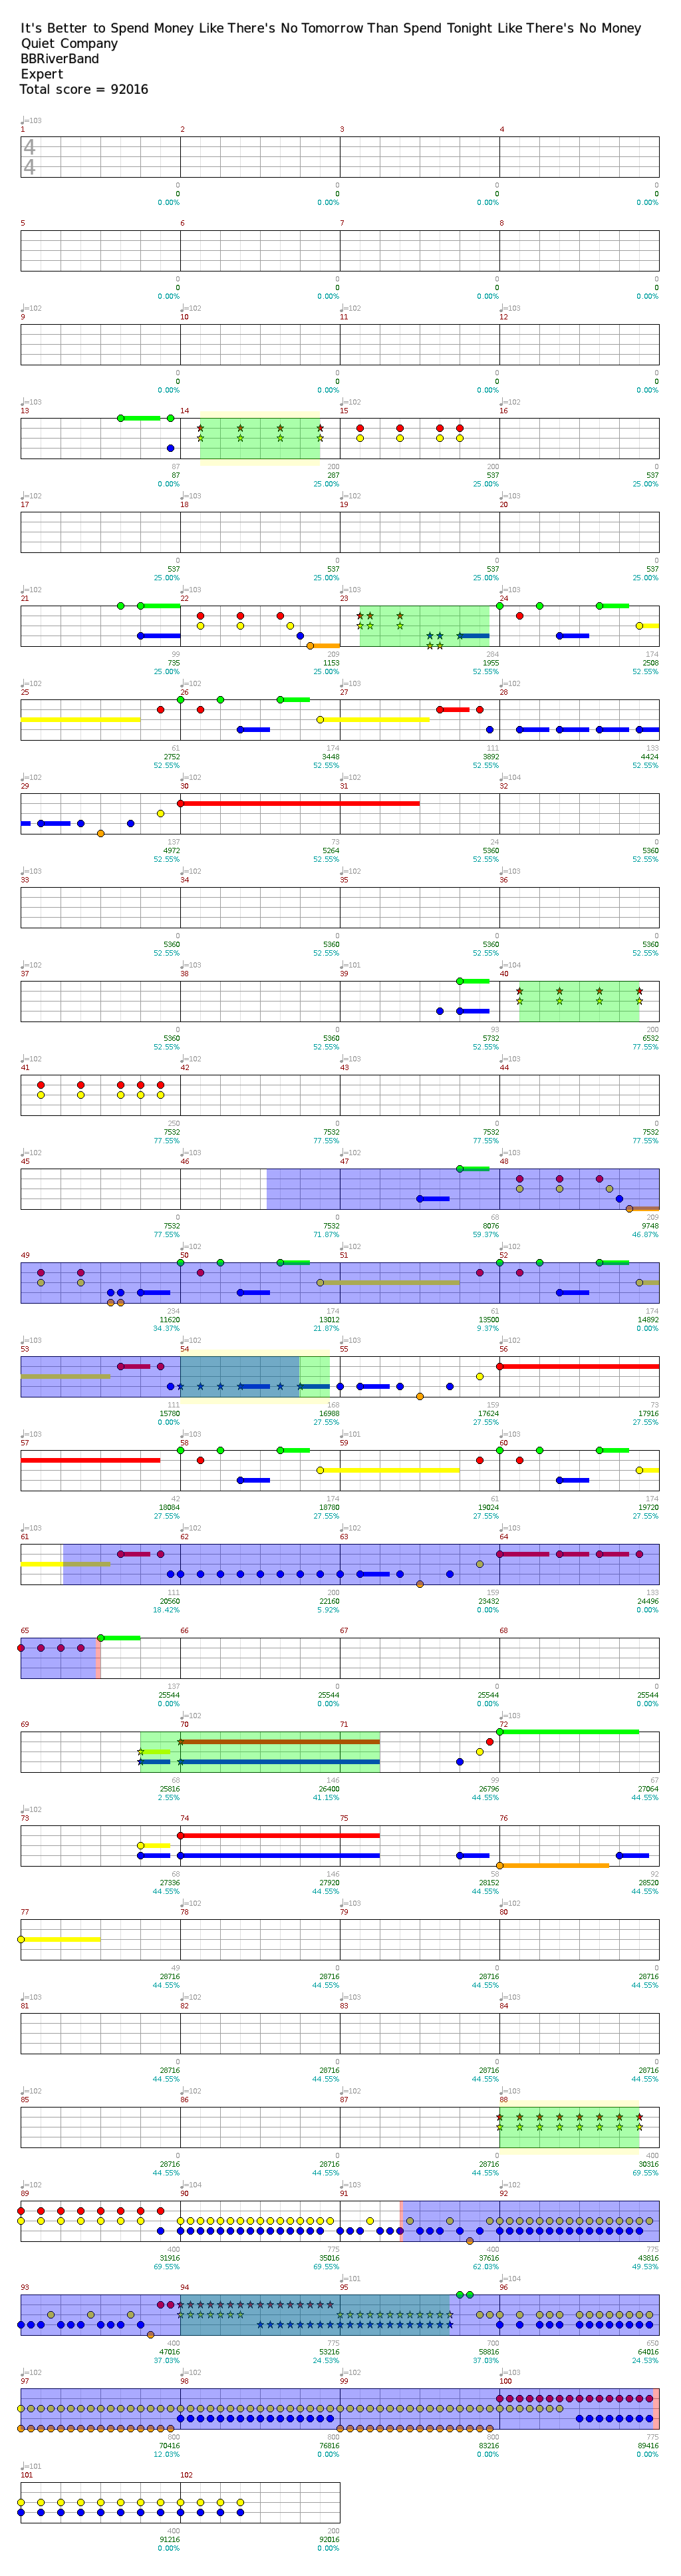 It's Better to Spend Money Like There's No Tomorrow Than Spend Tonight Like There's No Money
Quiet Company
BBRiverBand
Expert
Total score = 92016
♩=103
1 2 3 4
4
4
0 0 0 0
0 0 0 0
0.00% 0.00% 0.00% 0.00%
5 6 7 8
0 0 0 0
0 0 0 0
0.00% 0.00% 0.00% 0.00%
♩=103 ♩=102 ♩=102 ♩=103
9 10 11 12
0 0 0 0
0 0 0 0
0.00% 0.00% 0.00% 0.00%
♩=103 ♩=102
13 14 15 16
87 200 200 0
87 287 537 537
0.00% 25.00% 25.00% 25.00%
♩=102 ♩=103 ♩=102 ♩=103
17 18 19 20
0 0 0 0
537 537 537 537
25.00% 25.00% 25.00% 25.00%
♩=102 ♩=103 ♩=103
21 22 23 24
99 209 284 174
735 1153 1955 2508
25.00% 25.00% 52.55% 52.55%
♩=102 ♩=102 ♩=102
25 26 27 28
61 174 111 133
2752 3448 3892 4424
52.55% 52.55% 52.55% 52.55%
♩=102 ♩=102 ♩=104
29 30 31 32
137 73 24 0
4972 5264 5360 5360
52.55% 52.55% 52.55% 52.55%
♩=103 ♩=102 ♩=103
33 34 35 36
0 0 0 0
5360 5360 5360 5360
52.55% 52.55% 52.55% 52.55%
♩=102 ♩=103 ♩=101 ♩=104
37 38 39 40
0 0 93 200
5360 5360 5732 6532
52.55% 52.55% 52.55% 77.55%
♩=102 ♩=103 ♩=103
41 42 43 44
250 0 0 0
7532 7532 7532 7532
77.55% 77.55% 77.55% 77.55%
♩=102 ♩=103 ♩=102
45 46 47 48
0 0 68 209
7532 7532 8076 9748
77.55% 71.87% 59.37% 46.87%
49 50 51 52
234 174 61 174
11620 13012 13500 14892
34.37% 21.87% 9.37% 0.00%
53 54 55 56
111 168 159 73
15780 16988 17624 17916
0.00% 27.55% 27.55% 27.55%
57 58 59 60
42 174 61 174
18084 18780 19024 19720
27.55% 27.55% 27.55% 27.55%
♩=103
61 62 63 64
111 200 159 133
20560 22160 23432 24496
18.42% 5.92% 0.00% 0.00%
65 66 67 68
137 0 0 0
25544 25544 25544 25544
0.00% 0.00% 0.00% 0.00%
69 70 71 72
68 146 99 67
25816 26400 26796 27064
2.55% 41.15% 44.55% 44.55%
♩=102
73 74 75 76
68 146 58 92
27336 27920 28152 28520
44.55% 44.55% 44.55% 44.55%
77 78 79 80
49 0 0 0
28716 28716 28716 28716
44.55% 44.55% 44.55% 44.55%
♩=103 ♩=102 ♩=103
81 82 83 84
0 0 0 0
28716 28716 28716 28716
44.55% 44.55% 44.55% 44.55%
♩=102 ♩=102 ♩=102 ♩=103
85 86 87 88
0 0 0 400
28716 28716 28716 30316
44.55% 44.55% 44.55% 69.55%
♩=102 ♩=104 ♩=103 ♩=102
89 90 91 92
400 775 400 775
31916 35016 37616 43816
69.55% 69.55% 62.03% 49.53%
♩=102 ♩=101 ♩=104
93 94 95 96
400 775 700 650
47016 53216 58816 64016
37.03% 24.53% 37.03% 24.53%
♩=102 ♩=103 ♩=102 ♩=103
97 98 99 100
800 800 800 775
70416 76816 83216 89416
12.03% 0.00% 0.00% 0.00%
♩=101
101 102
400 200
91216 92016
0.00% 0.00%